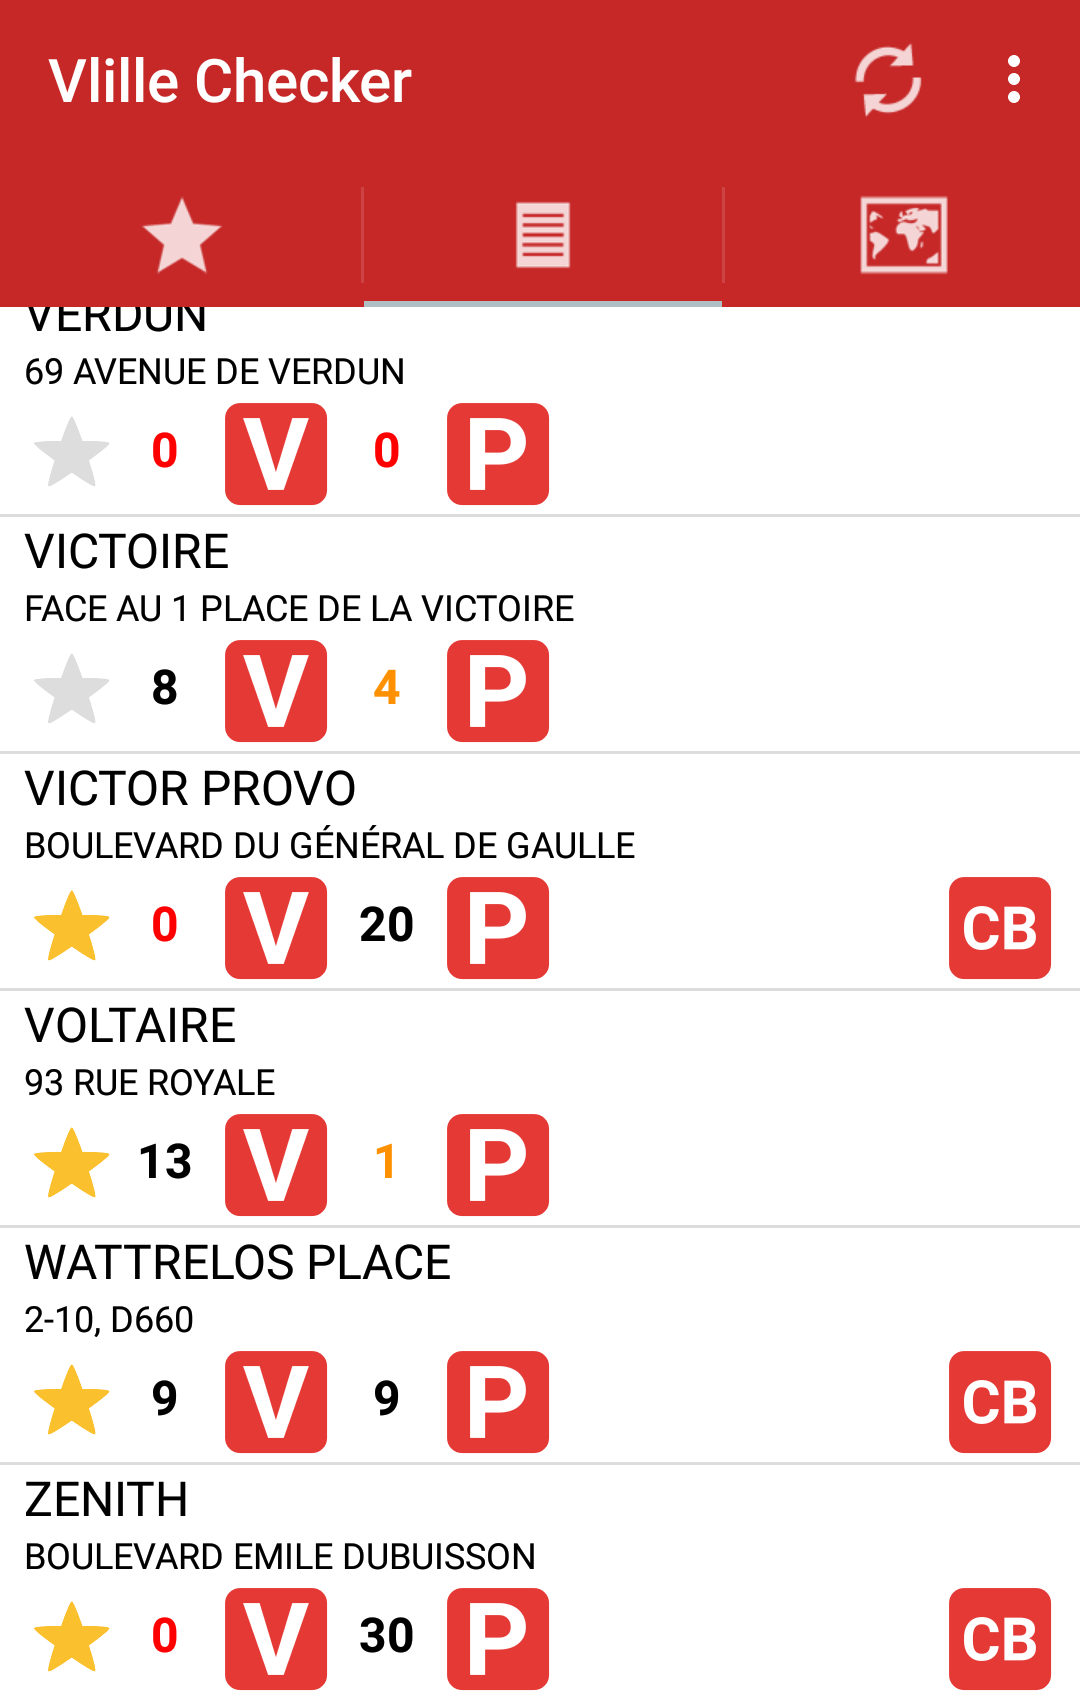 Vlille Checker
VERDUN
69 AVENUE DE VERDUN
0 V 0 P
VICTOIRE
FACE AU 1 PLACE DE LA VICTOIRE
8 V 4 P
VICTOR PROVO
BOULEVARD DU GÉNÉRAL DE GAULLE
0 V 20 P CB
VOLTAIRE
93 RUE ROYALE
13 V 1 P
WATTRELOS PLACE
2-10, D660
9 V 9 P CB
ZENITH
BOULEVARD EMILE DUBUISSON
0 V 30 P CB